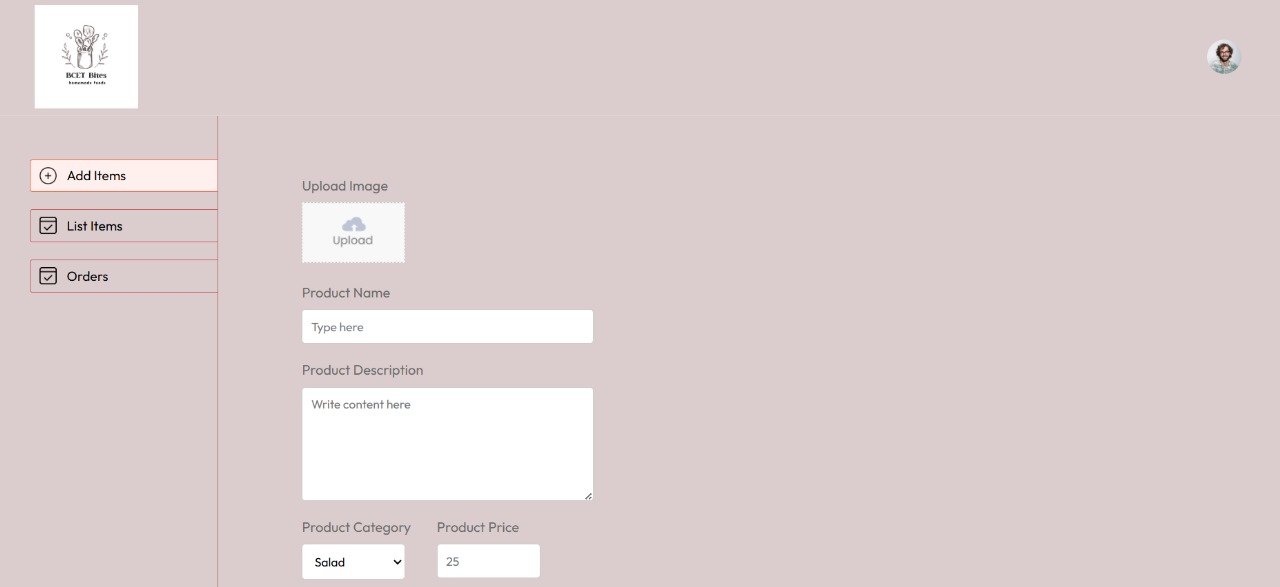 BCET Bites
homemade foods
Add Items
List Items
Orders
Upload Image
Upload
Product Name
Type here
Product Description
Write content here
Product Category Product Price
Salad 25